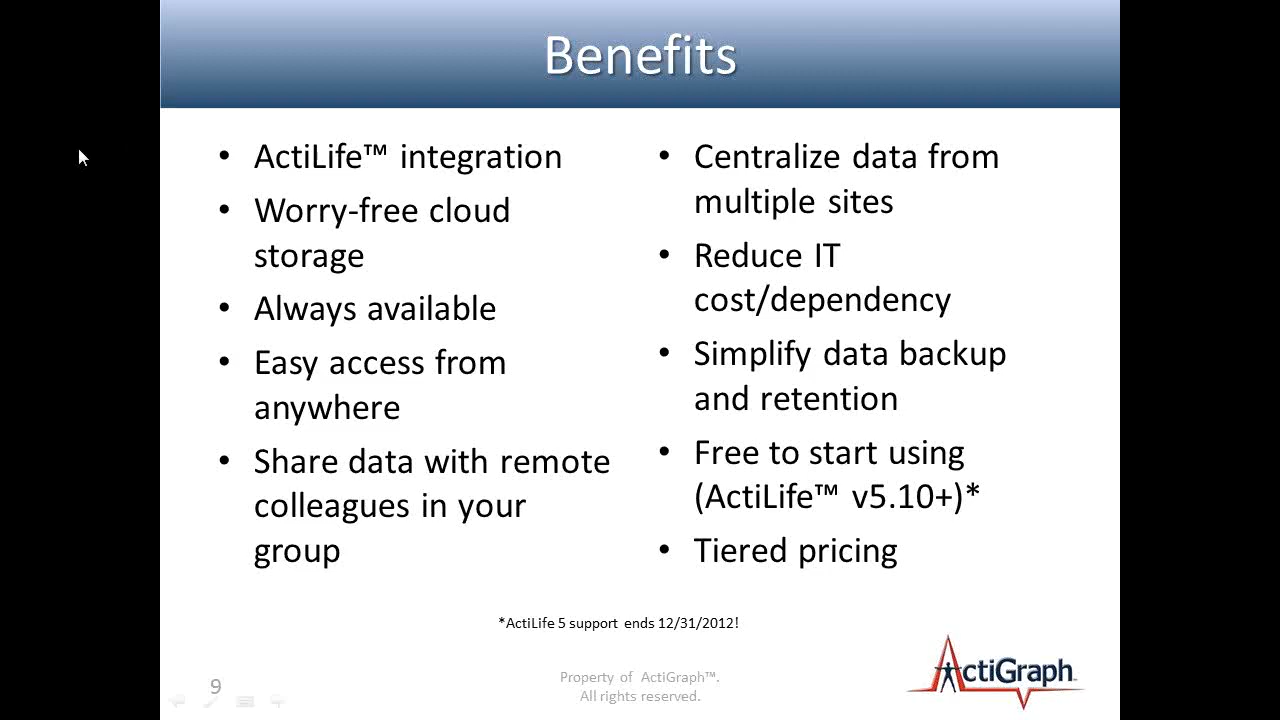 Benefits
• ActiLife™ integration
• Worry-free cloud
storage
• Always available
• Easy access from
anywhere
• Share data with remote
colleagues in your
group
• Centralize data from
multiple sites
• Reduce IT
cost/dependency
• Simplify data backup
and retention
• Free to start using
(ActiLife™ v5.10+)*
• Tiered pricing
*ActiLife 5 support ends 12/31/2012!
9
Property of ActiGraph™.
All rights reserved.
ActiGraph™